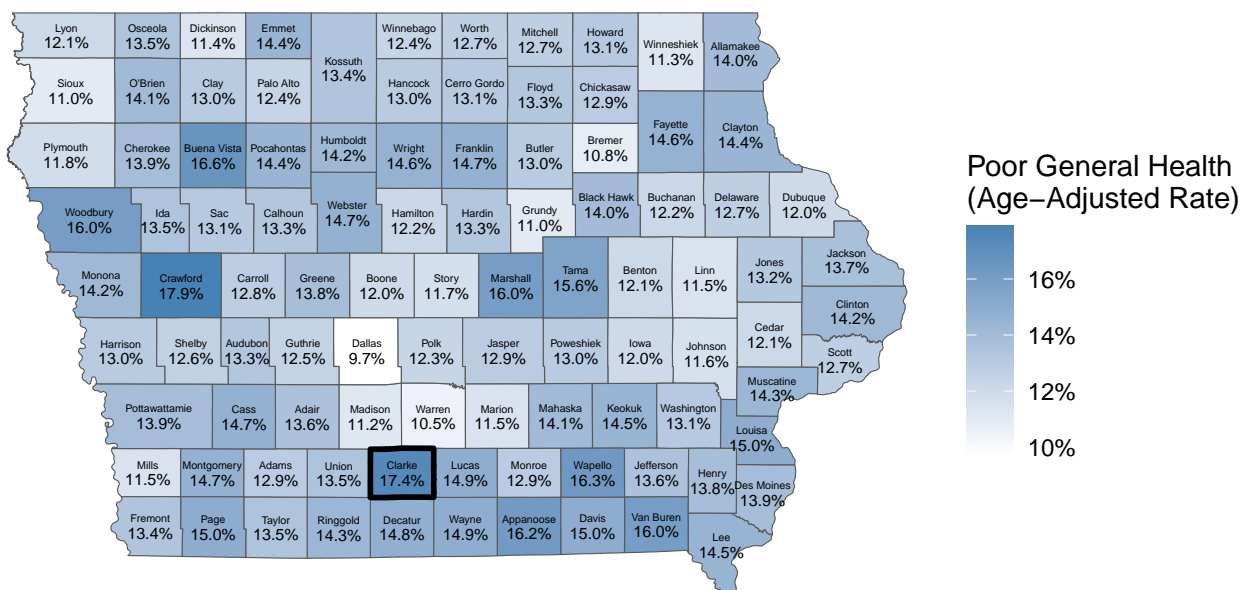 Lyon
12.1%
Osceola
13.5%
Dickinson
11.4%
Emmet
14.4%
Kossuth
13.4%
Winnebago
12.4%
Worth
12.7%
Mitchell
12.7%
Howard
13.1%
Winneshiek
11.3%
Allamakee
14.0%
Sioux
11.0%
O'Brien
14.1%
Clay
13.0%
Palo Alto
12.4%
Hancock
13.0%
Cerro Gordo
13.1%
Floyd
13.3%
Chickasaw
12.9%
Plymouth
11.8%
Cherokee
13.9%
Buena Vista
16.6%
Pocahontas
14.4%
Humboldt
14.2%
Wright
14.6%
Franklin
14.7%
Butler
13.0%
Bremer
10.8%
Fayette
14.6%
Clayton
14.4%
Woodbury
16.0%
Ida
13.5%
Sac
13.1%
Calhoun
13.3%
Webster
14.7%
Hamilton
12.2%
Hardin
13.3%
Grundy
11.0%
Black Hawk
14.0%
Buchanan
12.2%
Delaware
12.7%
Dubuque
12.0%
Monona
14.2%
Crawford
17.9%
Carroll
12.8%
Greene
13.8%
Boone
12.0%
Story
11.7%
Marshall
16.0%
Tama
15.6%
Benton
12.1%
Linn
11.5%
Jones
13.2%
Jackson
13.7%
Clinton
14.2%
Harrison
13.0%
Shelby
12.6%
Audubon
13.3%
Guthrie
12.5%
Dallas
9.7%
Polk
12.3%
Jasper
12.9%
Poweshiek
13.0%
Iowa
12.0%
Johnson
11.6%
Cedar
12.1%
Scott
12.7%
Muscatine
14.3%
Pottawattamie
13.9%
Cass
14.7%
Adair
13.6%
Madison
11.2%
Warren
10.5%
Marion
11.5%
Mahaska
14.1%
Keokuk
14.5%
Washington
13.1%
Louisa
15.0%
Mills
11.5%
Montgomery
14.7%
Adams
12.9%
Union
13.5%
Clarke
17.4%
Lucas
14.9%
Monroe
12.9%
Wapello
16.3%
Jefferson
13.6%
Henry
13.8%
Des Moines
13.9%
Fremont
13.4%
Page
15.0%
Taylor
13.5%
Ringgold
14.3%
Decatur
14.8%
Wayne
14.9%
Appanoose
16.2%
Davis
15.0%
Van Buren
16.0%
Lee
14.5%
Poor General Health
(Age−Adjusted Rate)
16%
14%
12%
10%